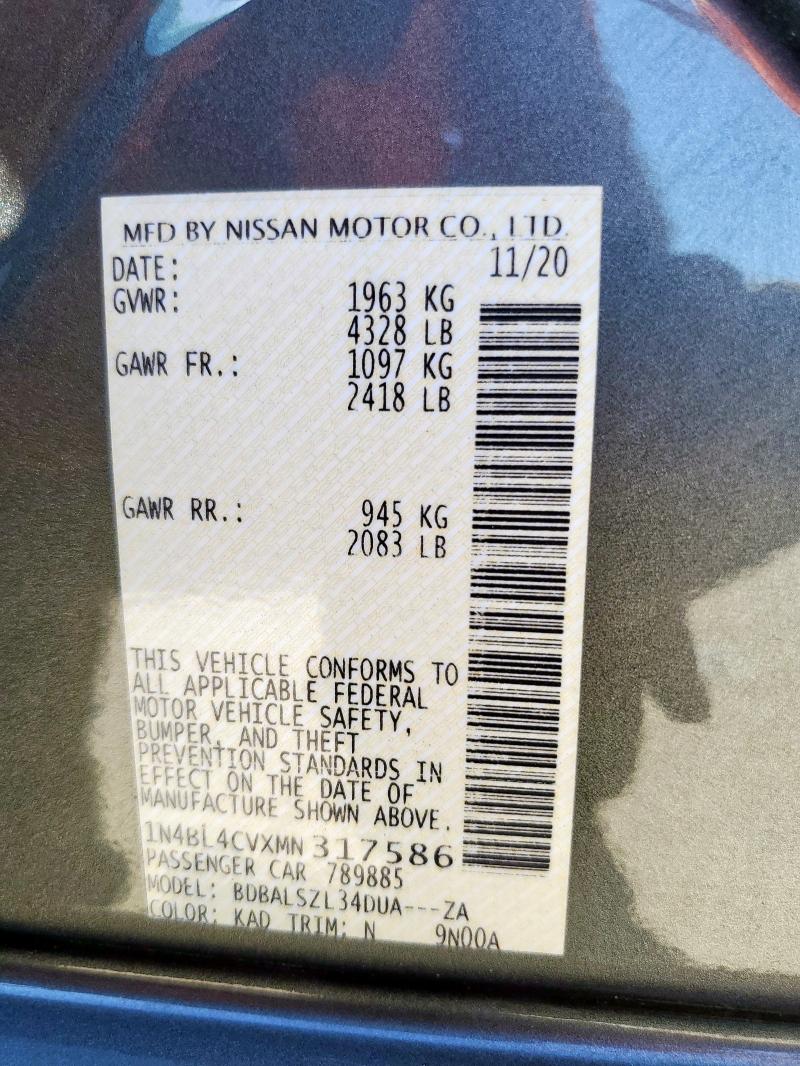 MFD BY NISSAN MOTOR CO., LTD.
DATE: 11/20
GVWR: 1963 KG
4328 LB
GAWR FR.: 1097 KG
2418 LB
GAWR RR.: 945 KG
2083 LB
THIS VEHICLE CONFORMS TO
ALL APPLICABLE FEDERAL
MOTOR VEHICLE SAFETY,
BUMPER, AND THEFT
PREVENTION STANDARDS IN
EFFECT ON THE DATE OF
MANUFACTURE SHOWN ABOVE.
1N4BL4CVXMN317586
PASSENGER CAR 789885
MODEL: BDBALSZL34DUA---ZA
COLOR: KAD TRIM: N 9N00A